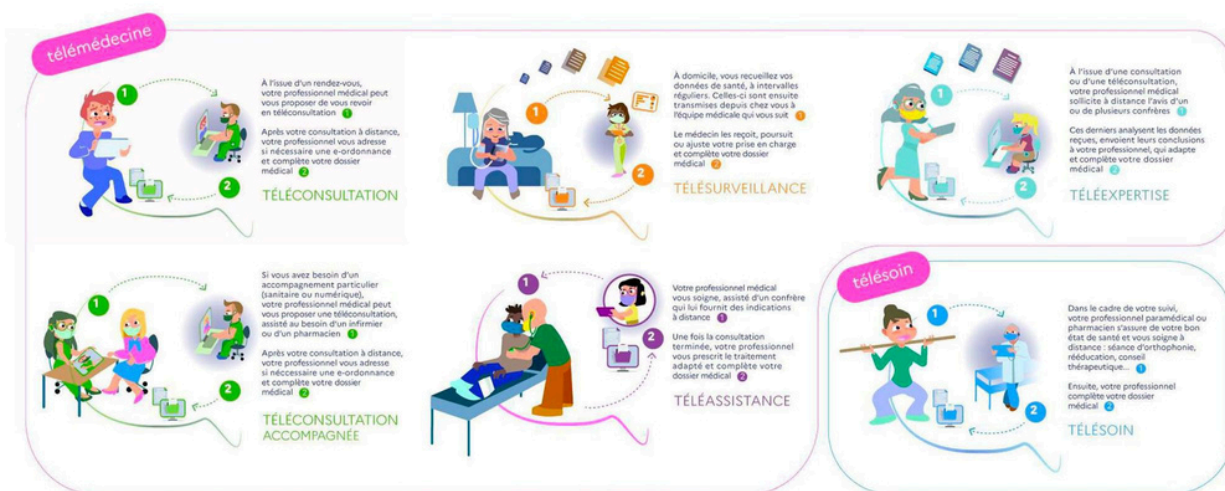 télémédecine
1
À l'issue d'un rendez-vous,
votre professionnel médical peut
vous proposer de vous revoir
en téléconsultation 1
Après votre consultation à distance,
votre professionnel vous adresse
si nécessaire une e-ordonnance
et complète votre dossier
médical 2
2
TÉLÉCONSULTATION
1
À domicile, vous recueillez vos
données de santé, à intervalles
réguliers. Celles-ci sont ensuite
transmises depuis chez vous à
l'équipe médicale qui vous suit 1
Le médecin les reçoit, poursuit
ou ajuste votre prise en charge
et complète votre dossier
médical 2
2
TÉLÉSURVEILLANCE
1
À l'issue d'une consultation
ou d'une téléconsultation,
votre professionnel médical
sollicite à distance l'avis d'un
ou de plusieurs confrères 1
Ces derniers analysent les données
reçues, envoient leurs conclusions
à votre professionnel, qui adapte
et complète votre dossier
médical 2
2
TÉLÉEXPERTISE
1
Si vous avez besoin d'un
accompagnement particulier
(sanitaire ou numérique),
votre professionnel médical peut
vous proposer une téléconsultation,
assisté au besoin d'un infirmier
ou d'un pharmacien 1
Après votre consultation à distance,
votre professionnel vous adresse
si nécessaire une e-ordonnance
et complète votre dossier
médical 2
2
TÉLÉCONSULTATION
ACCOMPAGNÉE
1
Votre professionnel médical
vous soigne, assisté d'un confrère
qui lui fournit des indications
à distance 1
2
Une fois la consultation
terminée, votre professionnel
vous prescrit le traitement
adapté et complète votre
dossier médical 2
TÉLÉASSISTANCE
télésoin
1
Dans le cadre de votre suivi,
votre professionnel paramédical ou
pharmacien s'assure de votre bon
état de santé et vous soigne à
distance : séance d'orthophonie,
rééducation, conseil
thérapeutique... 1
Ensuite, votre professionnel
complète votre dossier
médical 2
2
TÉLÉSOIN